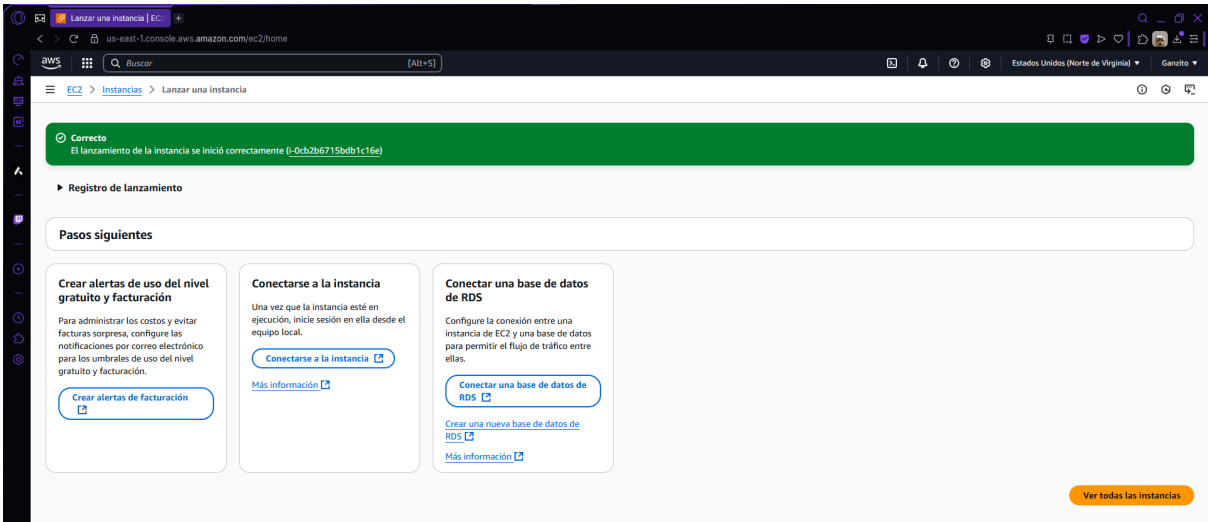 Lanzar una instancia | EC2
us-east-1.console.aws.amazon.com/ec2/home
aws
Buscar
[Alt+S]
Estados Unidos (Norte de Virginia)
Ganzito
EC2 > Instancias > Lanzar una instancia
Correcto
El lanzamiento de la instancia se inició correctamente (i-0cb2b6715bdb1c16e)
Registro de lanzamiento
Pasos siguientes
Crear alertas de uso del nivel
gratuito y facturación
Para administrar los costos y evitar
facturas sorpresa, configure las
notificaciones por correo electrónico
para los umbrales de uso del nivel
gratuito y facturación.
Crear alertas de facturación
Conectarse a la instancia
Una vez que la instancia esté en
ejecución, inicie sesión en ella desde el
equipo local.
Conectarse a la instancia
Más información
Conectar una base de datos
de RDS
Configure la conexión entre una
instancia de EC2 y una base de datos
para permitir el flujo de tráfico entre
ellas.
Conectar una base de datos de
RDS
Crear una nueva base de datos de
RDS
Más información
Ver todas las instancias